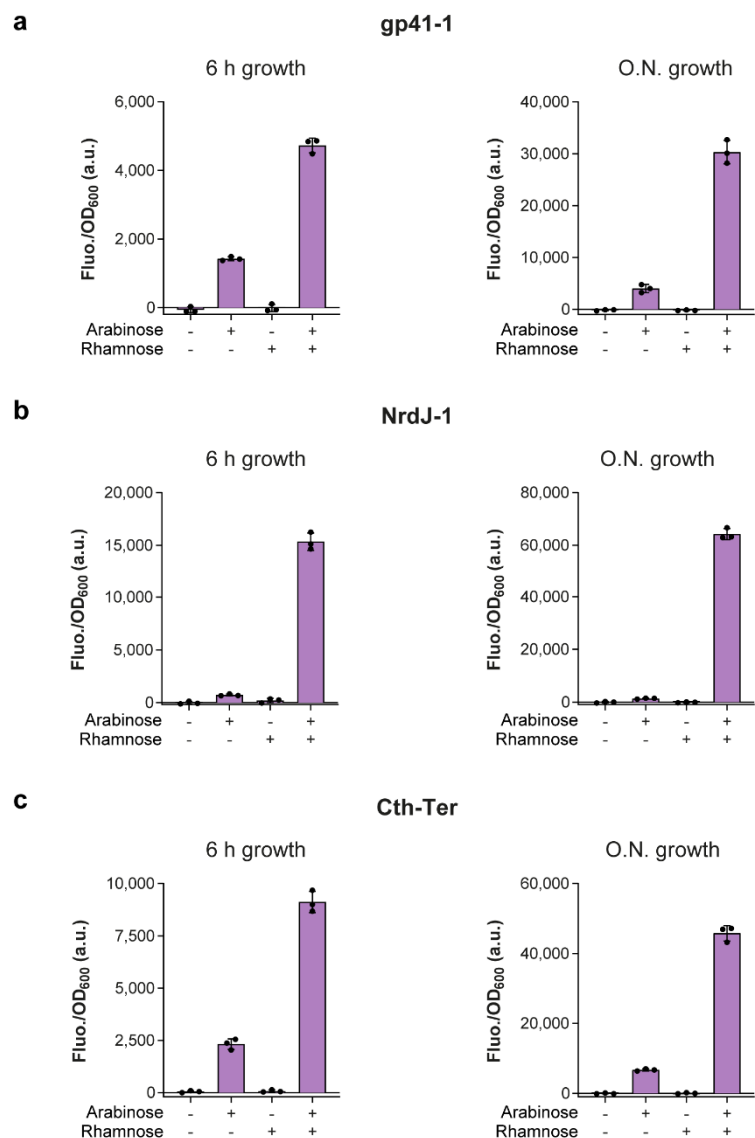 a
gp41-1
6 h growth
O.N. growth
Fluo./OD600 (a.u.)
6,000
4,000
2,000
0
Arabinose - + - +
Rhamnose - - + +
Fluo./OD600 (a.u.)
40,000
30,000
20,000
10,000
0
Arabinose - + - +
Rhamnose - - + +
b
NrdJ-1
6 h growth
O.N. growth
Fluo./OD600 (a.u.)
20,000
15,000
10,000
5,000
0
Arabinose - + - +
Rhamnose - - + +
Fluo./OD600 (a.u.)
80,000
60,000
40,000
20,000
0
Arabinose - + - +
Rhamnose - - + +
c
Cth-Ter
6 h growth
O.N. growth
Fluo./OD600 (a.u.)
10,000
7,500
5,000
2,500
0
Arabinose - + - +
Rhamnose - - + +
Fluo./OD600 (a.u.)
60,000
40,000
20,000
0
Arabinose - + - +
Rhamnose - - + +